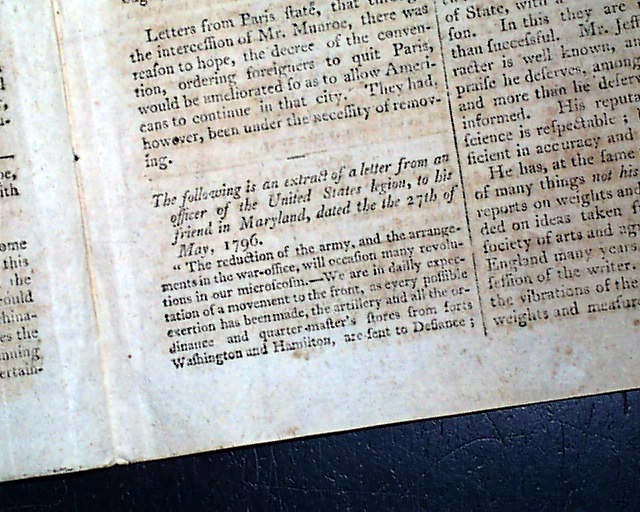 Letters from Paris ſtate, that
the interceſſion of Mr. Munroe, there was
reaſon to hope, the decree of the conven-
tion, ordering foreigners to quit Paris,
would be ameliorated ſo as to allow Ameri-
cans to continue in that city. They had,
however, been under the neceſſity of remov-
ing.
The following is an extract of a letter from an
officer of the United States legion, to his
friend in Maryland, dated the the 27th of
May, 1796.
" The reduction of the army, and the arrange-
ments in the war-office, will occaſion many revolu-
tions in our microſcoſm.—We are in daily expec-
tation of a movement to the front, as every poſſible
exertion has been made, the artillery and all the or-
dinance and quarter-maſter's ſtores from forts
Waſhington and Hamilton, are ſent to Defiance ;
of State, with
ſon. In this they are
than ſucceſsful. Mr. Jef
racter is well known, an
praiſe he deſerves, among
and more than he deſer
informed. His reput
ſcience is reſpectable ;
ficient in accuracy and
He has, at the ſame
of many things not his
reports on weights and
ded on ideas taken f
ſociety of arts and agr
England many years
ſeſſion of the writer.
the vibrations of the
weights and meaſur